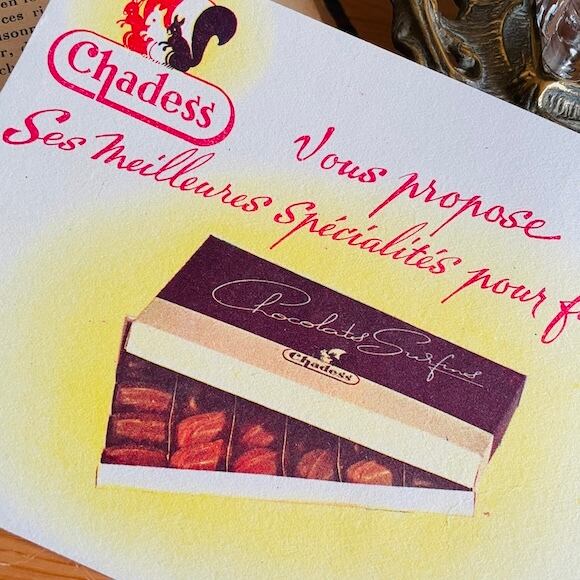 Chadess
Vous propose
Ses meilleures spécialités pour
Chocolats Surfins
Chadess